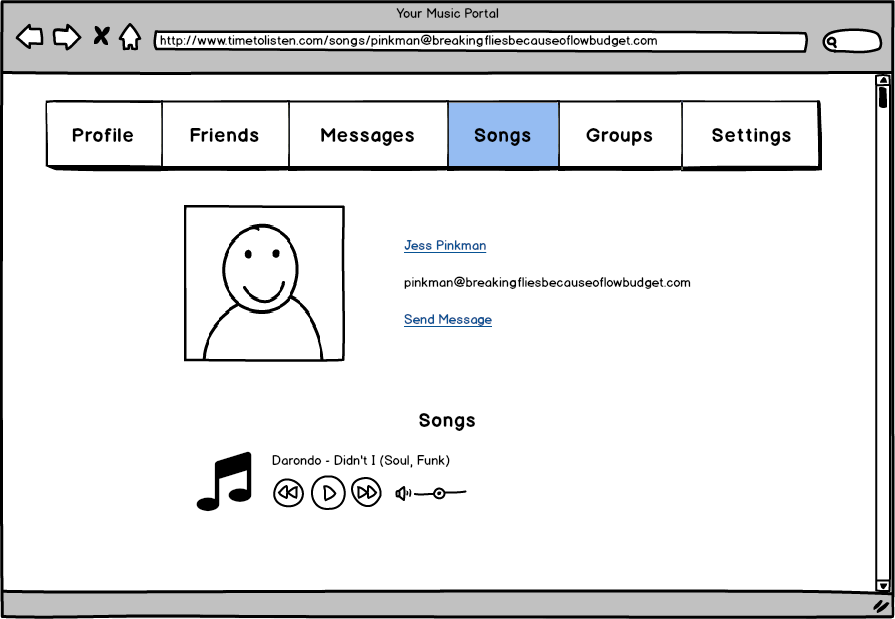 Your Music Portal
http://www.timetolisten.com/songs/pinkman@breakingfliesbecauseoflowbudget.com
Profile Friends Messages Songs Groups Settings
Jess Pinkman
pinkman@breakingfliesbecauseoflowbudget.com
Send Message
Songs
Darondo - Didn't I (Soul, Funk)